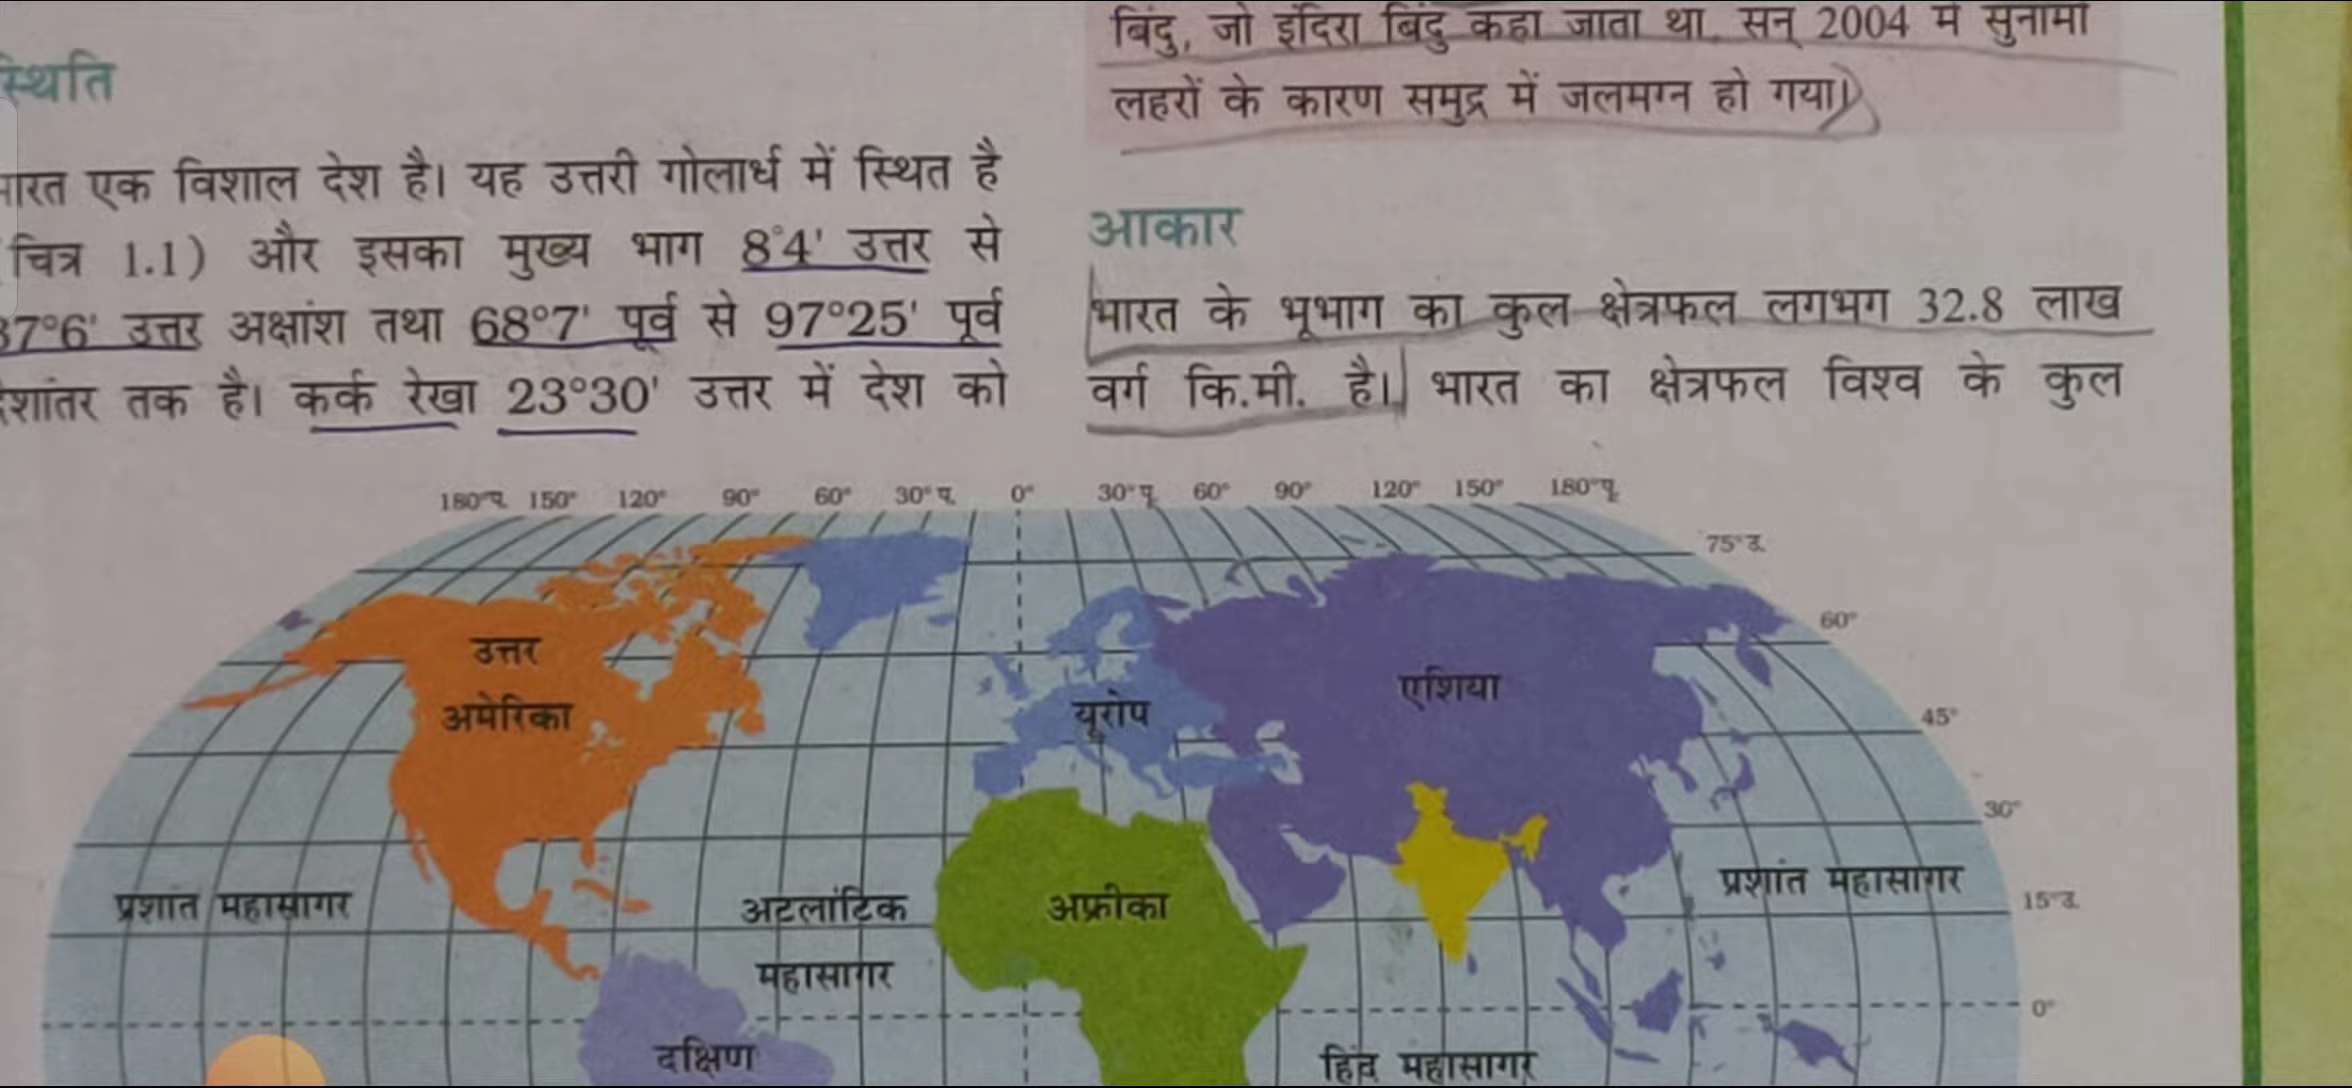 स्थिति
भारत एक विशाल देश है। यह उत्तरी गोलार्ध में स्थित है
(चित्र 1.1) और इसका मुख्य भाग 8°4' उत्तर से
37°6' उत्तर अक्षांश तथा 68°7' पूर्व से 97°25' पूर्व
देशांतर तक है। कर्क रेखा 23°30' उत्तर में देश को
बिंदु, जो इंदिरा बिंदु कहा जाता था, सन् 2004 में सुनामी
लहरों के कारण समुद्र में जलमग्न हो गया)
आकार
भारत के भूभाग का कुल क्षेत्रफल लगभग 32.8 लाख
वर्ग कि.मी. है। भारत का क्षेत्रफल विश्व के कुल
180°प. 150° 120° 90° 60° 30°प. 0° 30°पू. 60° 90° 120° 150° 180°पू.
75°उ.
60°
उत्तर
अमेरिका
यूरोप
एशिया
45°
30°
प्रशांत महासागर
अटलांटिक
महासागर
अफ्रीका
प्रशांत महासागर
15°उ.
0°
दक्षिण
हिंद महासागर